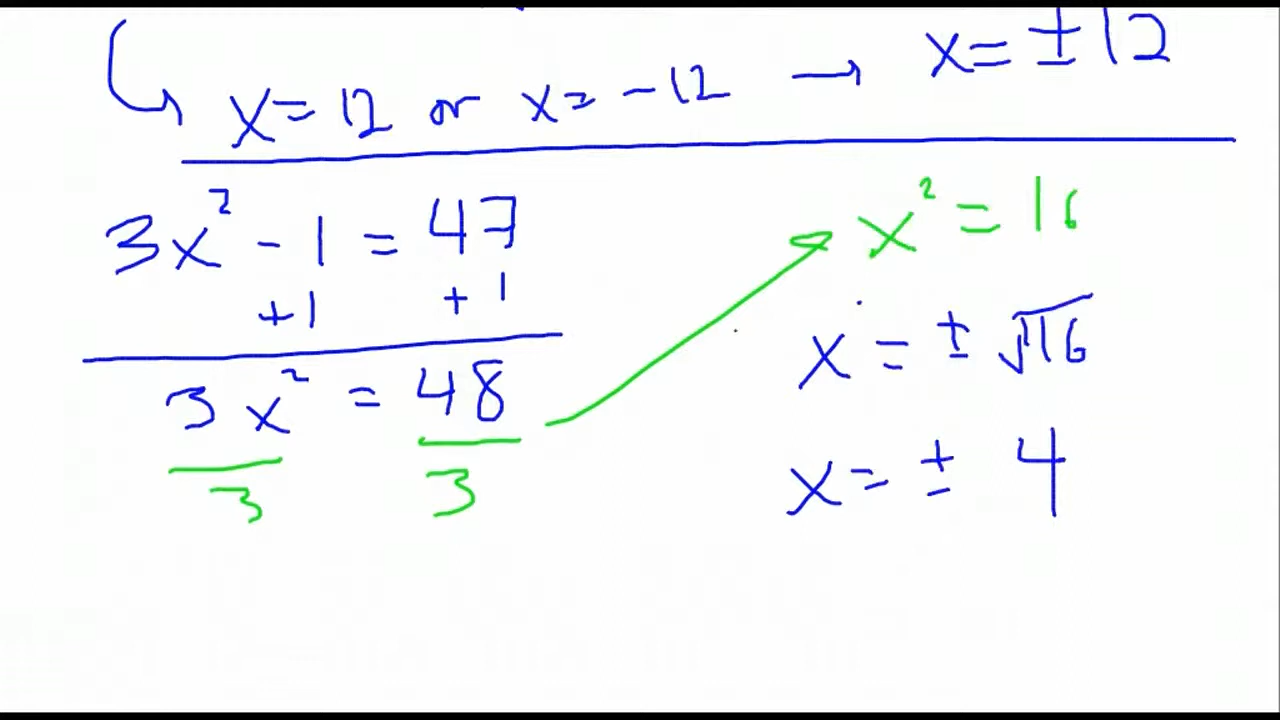 x = 12 or x = -12 → x = ±12
3x² - 1 = 47
+1 +1
3x² = 48
3 3
x² = 16
x = ± √16
x = ± 4